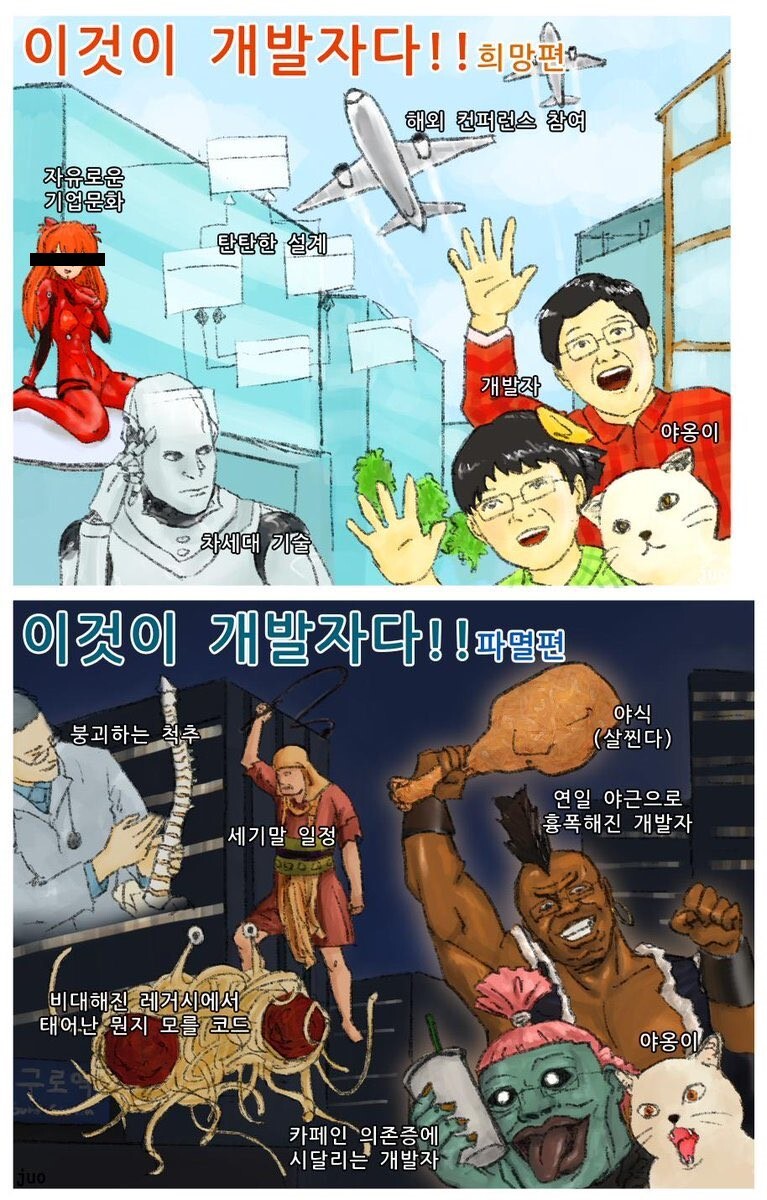 이것이 개발자다!! 희망편
해외 컨퍼런스 참여
자유로운
기업문화
탄탄한 설계
개발자
야옹이
차세대 기술
이것이 개발자다!! 파멸편
붕괴하는 척추
야식
(살찐다)
세기말 일정
연일 야근으로
흉폭해진 개발자
비대해진 레거시에서
태어난 뭔지 모를 코드
야옹이
구로
카페인 의존증에
시달리는 개발자
juo